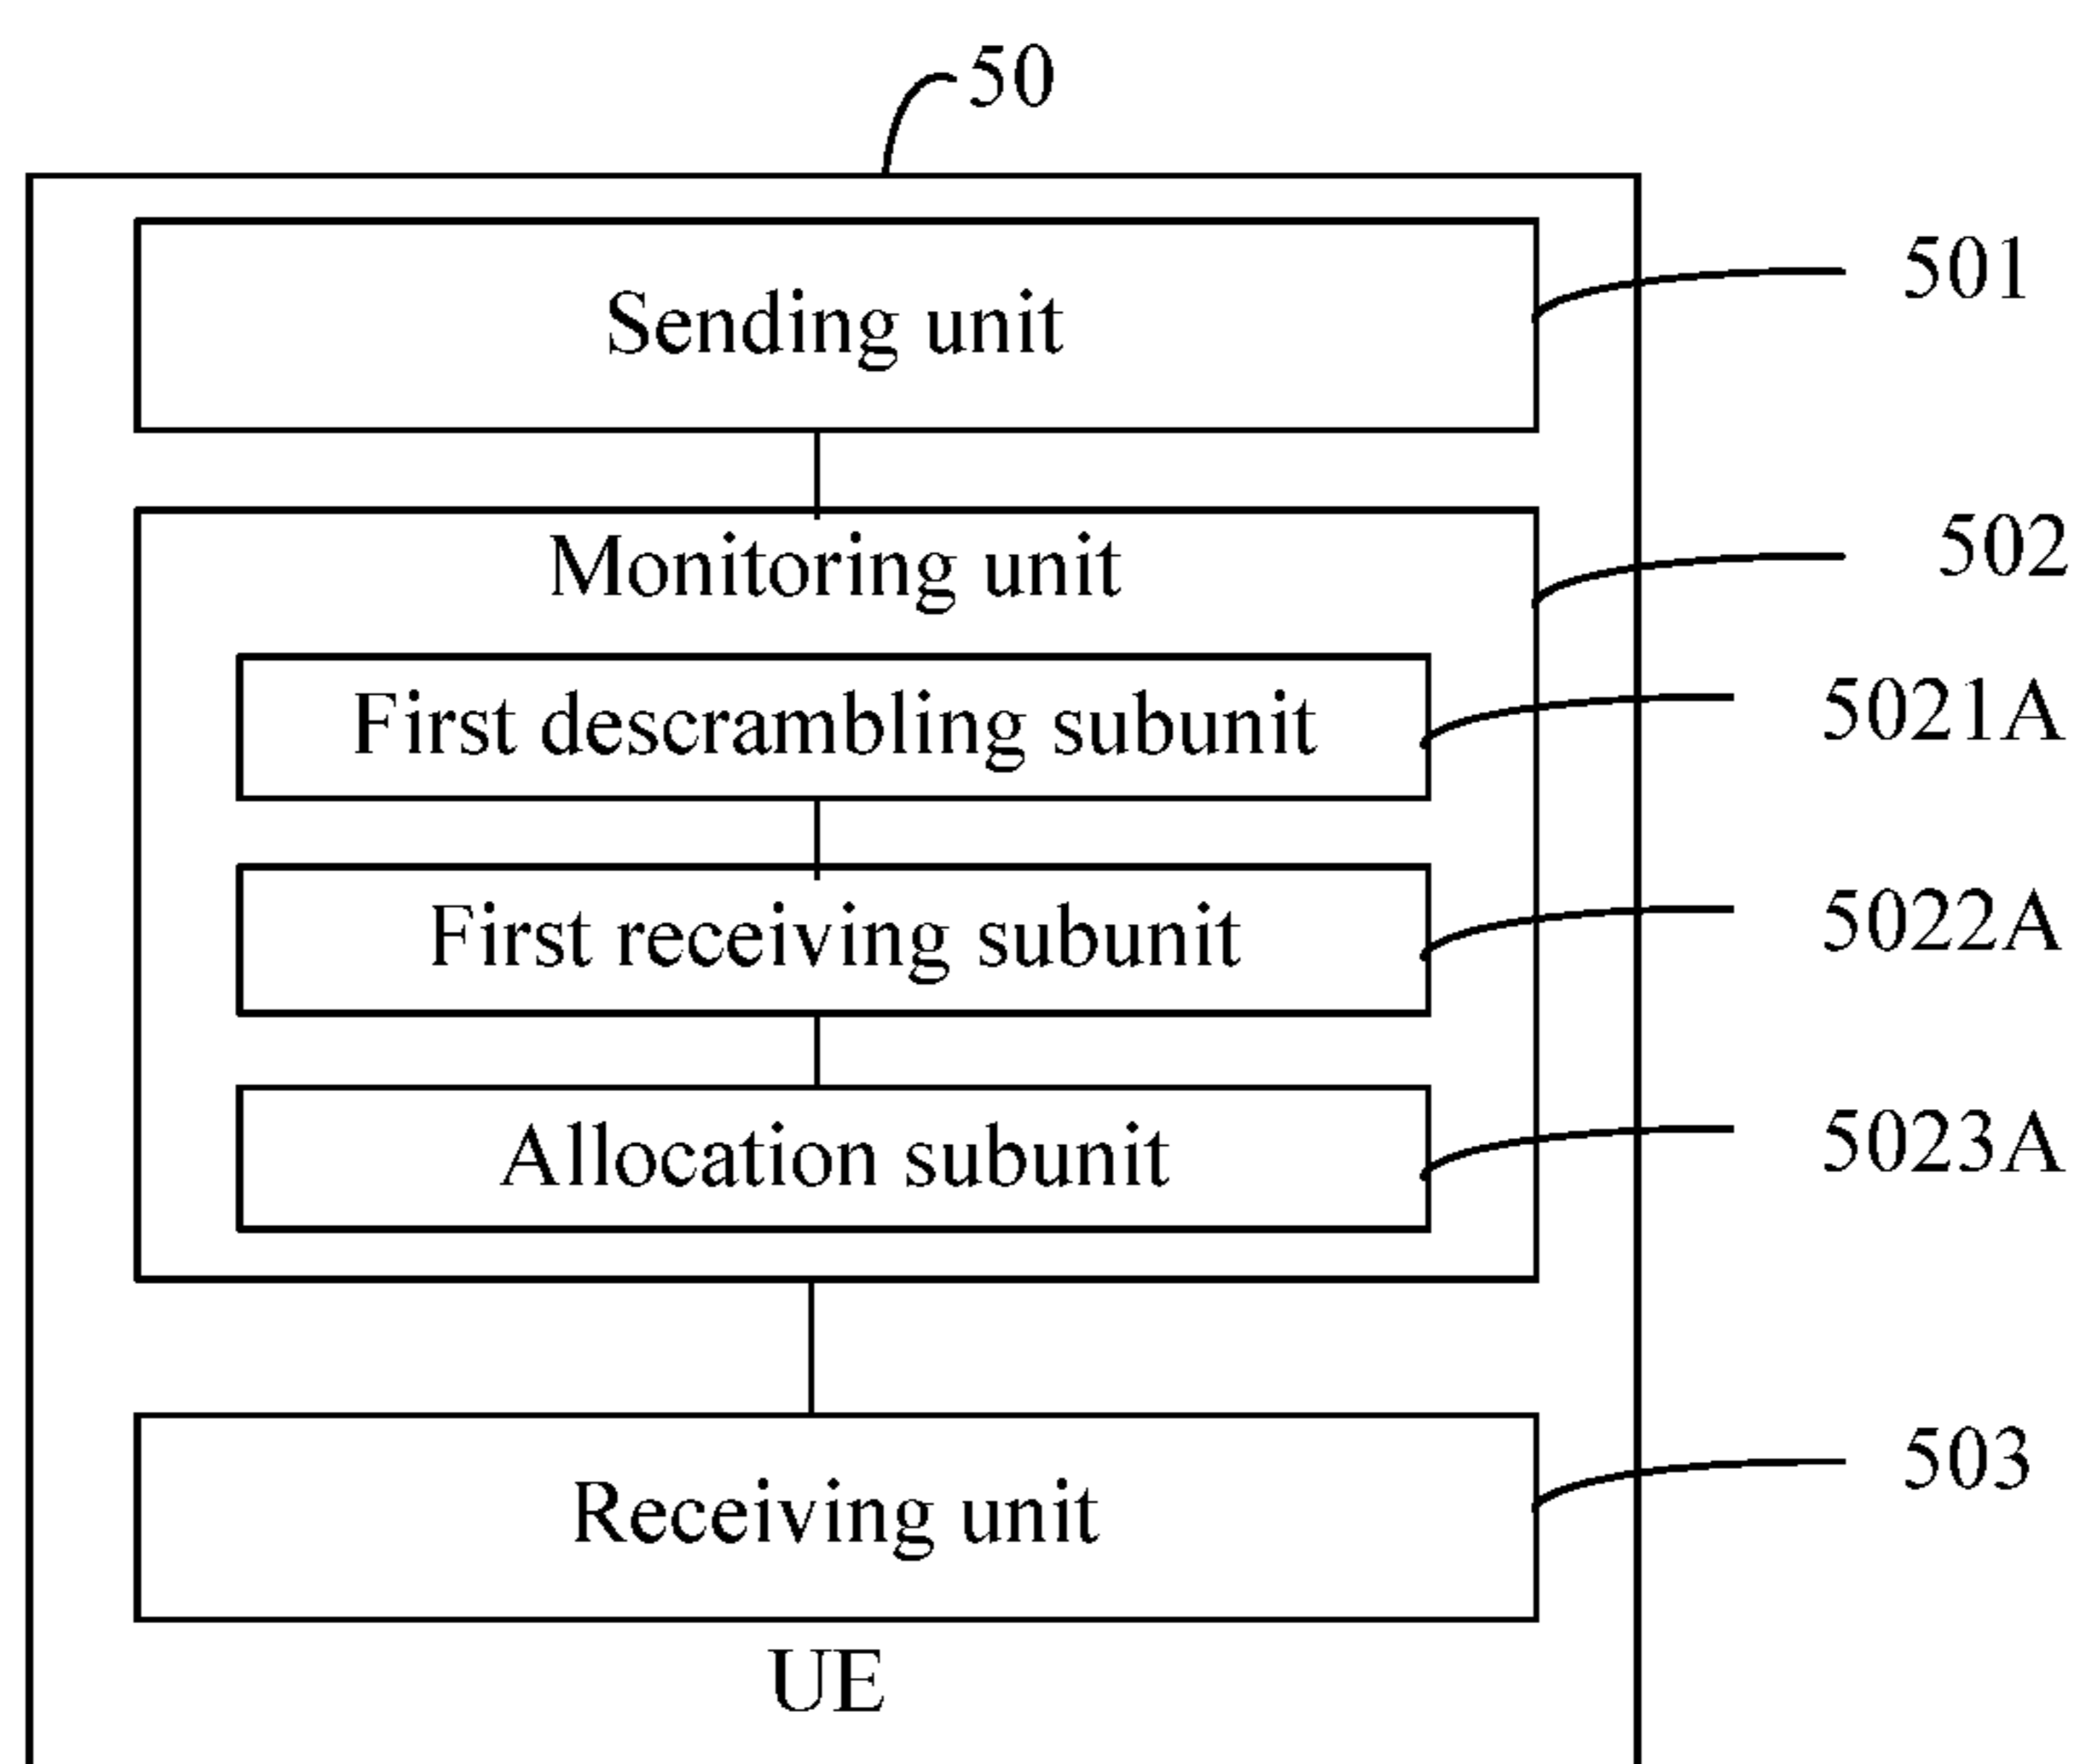 50
Sending unit
501
Monitoring unit
502
First descrambling subunit
5021A
First receiving subunit
5022A
Allocation subunit
5023A
Receiving unit
503
UE